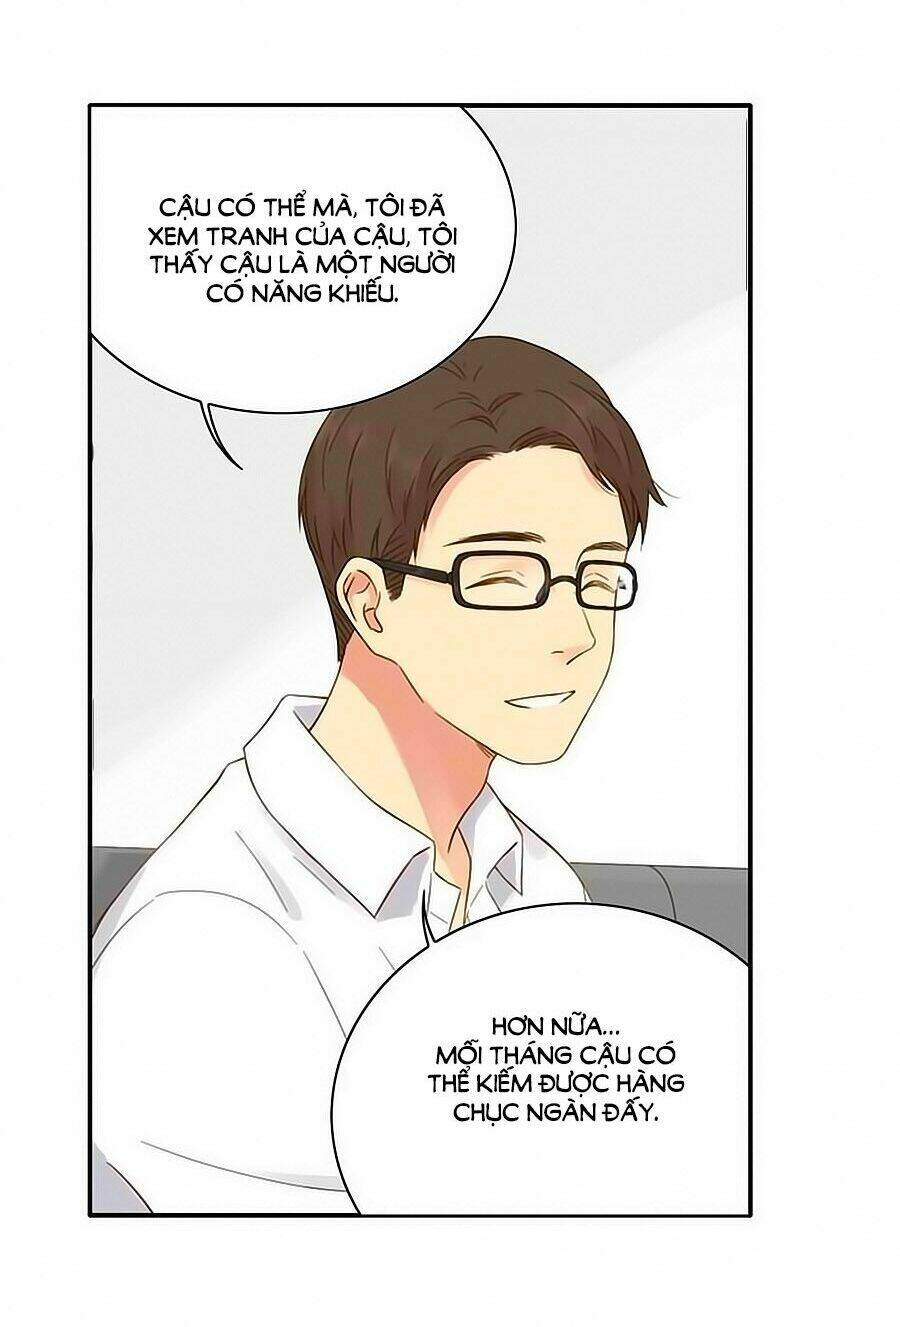 CẬU CÓ THỂ MÀ, TÔI ĐÃ
XEM TRANH CỦA CẬU, TÔI
THẤY CẬU LÀ MỘT NGƯỜI
CÓ NĂNG KHIẾU.
HƠN NỮA...
MỖI THÁNG CẬU CÓ
THỂ KIẾM ĐƯỢC HÀNG
CHỤC NGÀN ĐẤY.